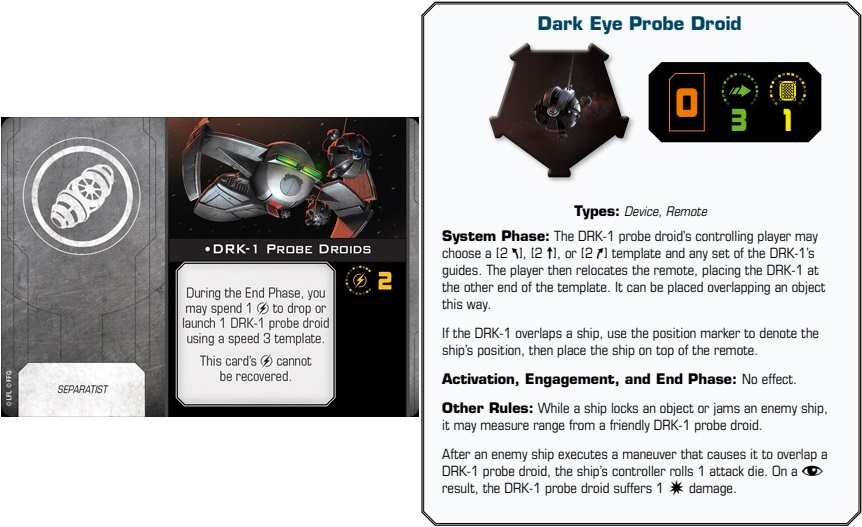 •DRK-1 PROBE DROIDS
During the End Phase, you
may spend 1 to drop or
launch 1 DRK-1 probe droid
using a speed 3 template.
This card's cannot
be recovered.
2
SEPARATIST
©LFL ©FFG
Dark Eye Probe Droid
0 3 1
Types: Device, Remote
System Phase: The DRK-1 probe droid's controlling player may
choose a [2 ], [2 ], or [2 ] template and any set of the DRK-1's
guides. The player then relocates the remote, placing the DRK-1 at
the other end of the template. It can be placed overlapping an object
this way.
If the DRK-1 overlaps a ship, use the position marker to denote the
ship's position, then place the ship on top of the remote.
Activation, Engagement, and End Phase: No effect.
Other Rules: While a ship locks an object or jams an enemy ship,
it may measure range from a friendly DRK-1 probe droid.
After an enemy ship executes a maneuver that causes it to overlap a
DRK-1 probe droid, the ship's controller rolls 1 attack die. On a
result, the DRK-1 probe droid suffers 1 damage.